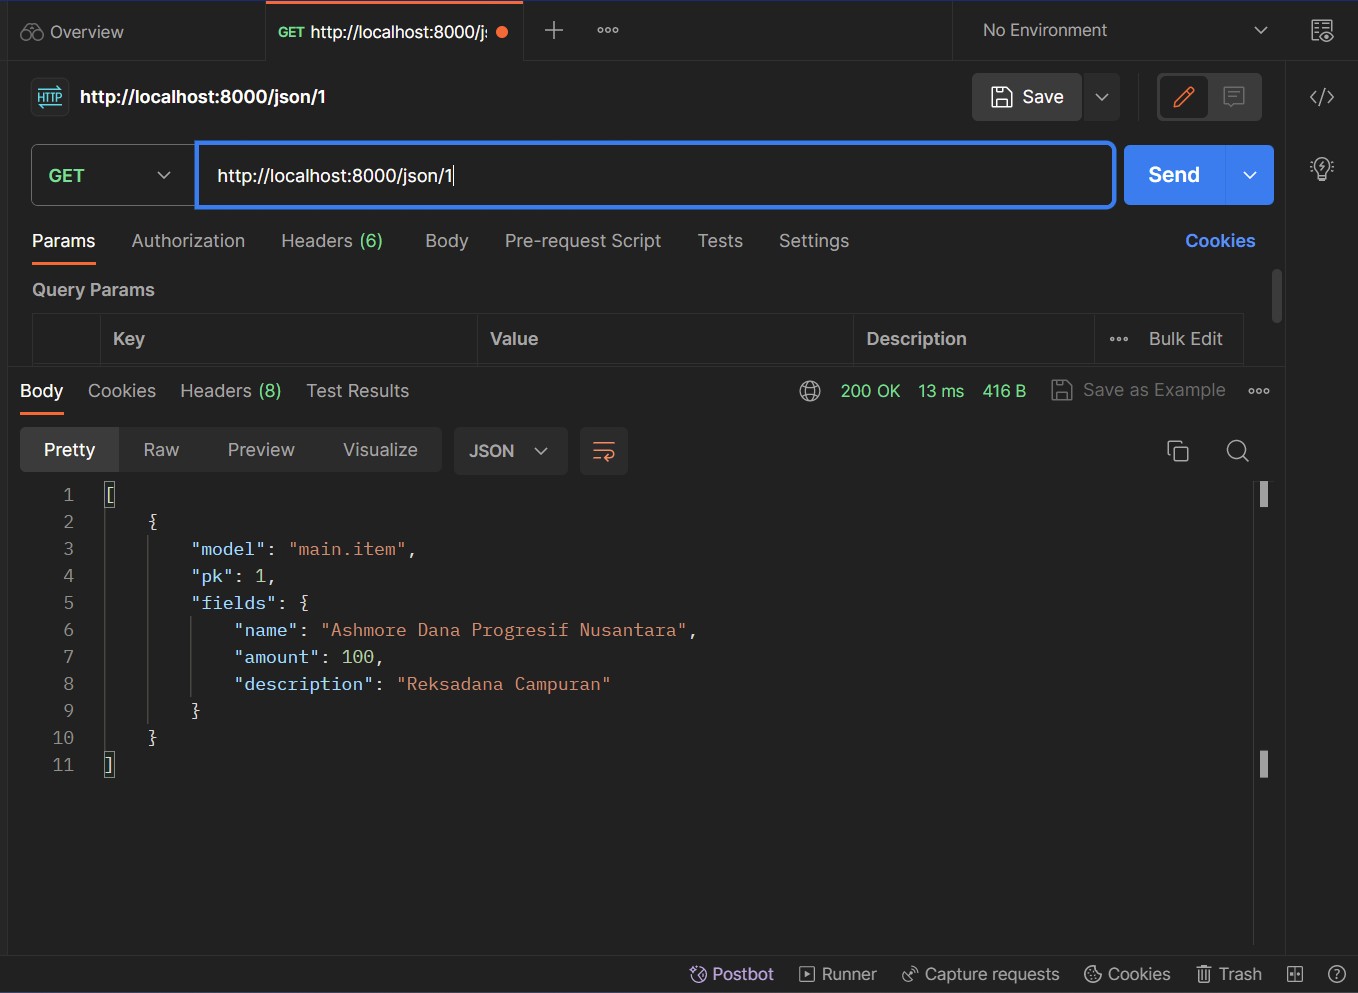 Overview
GET http://localhost:8000/js
No Environment
HTTP http://localhost:8000/json/1
Save
GET
http://localhost:8000/json/1
Send
Params Authorization Headers (6) Body Pre-request Script Tests Settings Cookies
Query Params
Key Value Description Bulk Edit
Body Cookies Headers (8) Test Results 200 OK 13 ms 416 B Save as Example
Pretty Raw Preview Visualize JSON
1 [
2 {
3 "model": "main.item",
4 "pk": 1,
5 "fields": {
6 "name": "Ashmore Dana Progresif Nusantara",
7 "amount": 100,
8 "description": "Reksadana Campuran"
9 }
10 }
11 ]
Postbot Runner Capture requests Cookies Trash